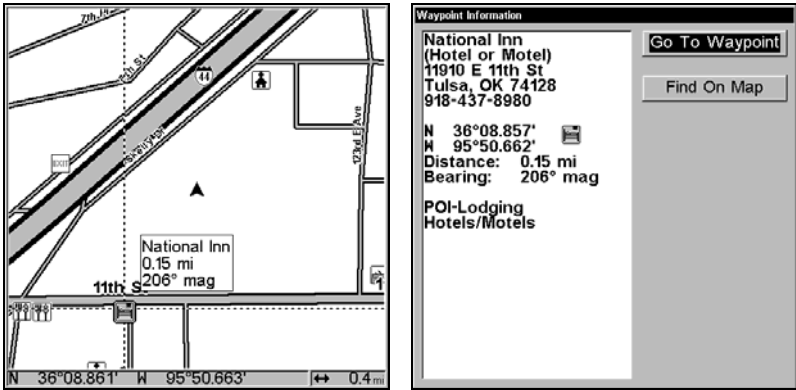 7th
7th St
44
EXIT
Skelly Dr
123rd E Ave
National Inn
0.15 mi
206° mag
11th S
N 36°08.861' W 95°50.663' ↔ 0.4 mi
Waypoint Information
National Inn
(Hotel or Motel)
11910 E 11th St
Tulsa, OK 74128
918-437-8980
N 36°08.857'
W 95°50.662'
Distance: 0.15 mi
Bearing: 206° mag
POI-Lodging
Hotels/Motels
Go To Waypoint
Find On Map